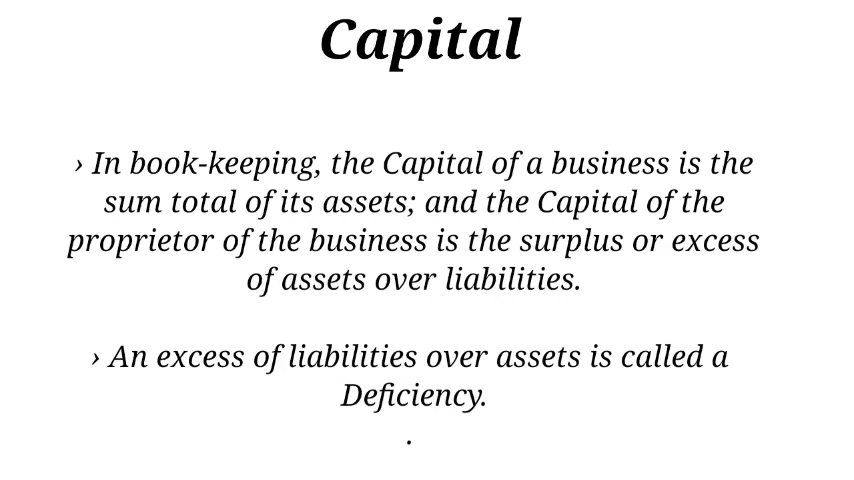 Capital
› In book-keeping, the Capital of a business is the
sum total of its assets; and the Capital of the
proprietor of the business is the surplus or excess
of assets over liabilities.
› An excess of liabilities over assets is called a
Deficiency.
.